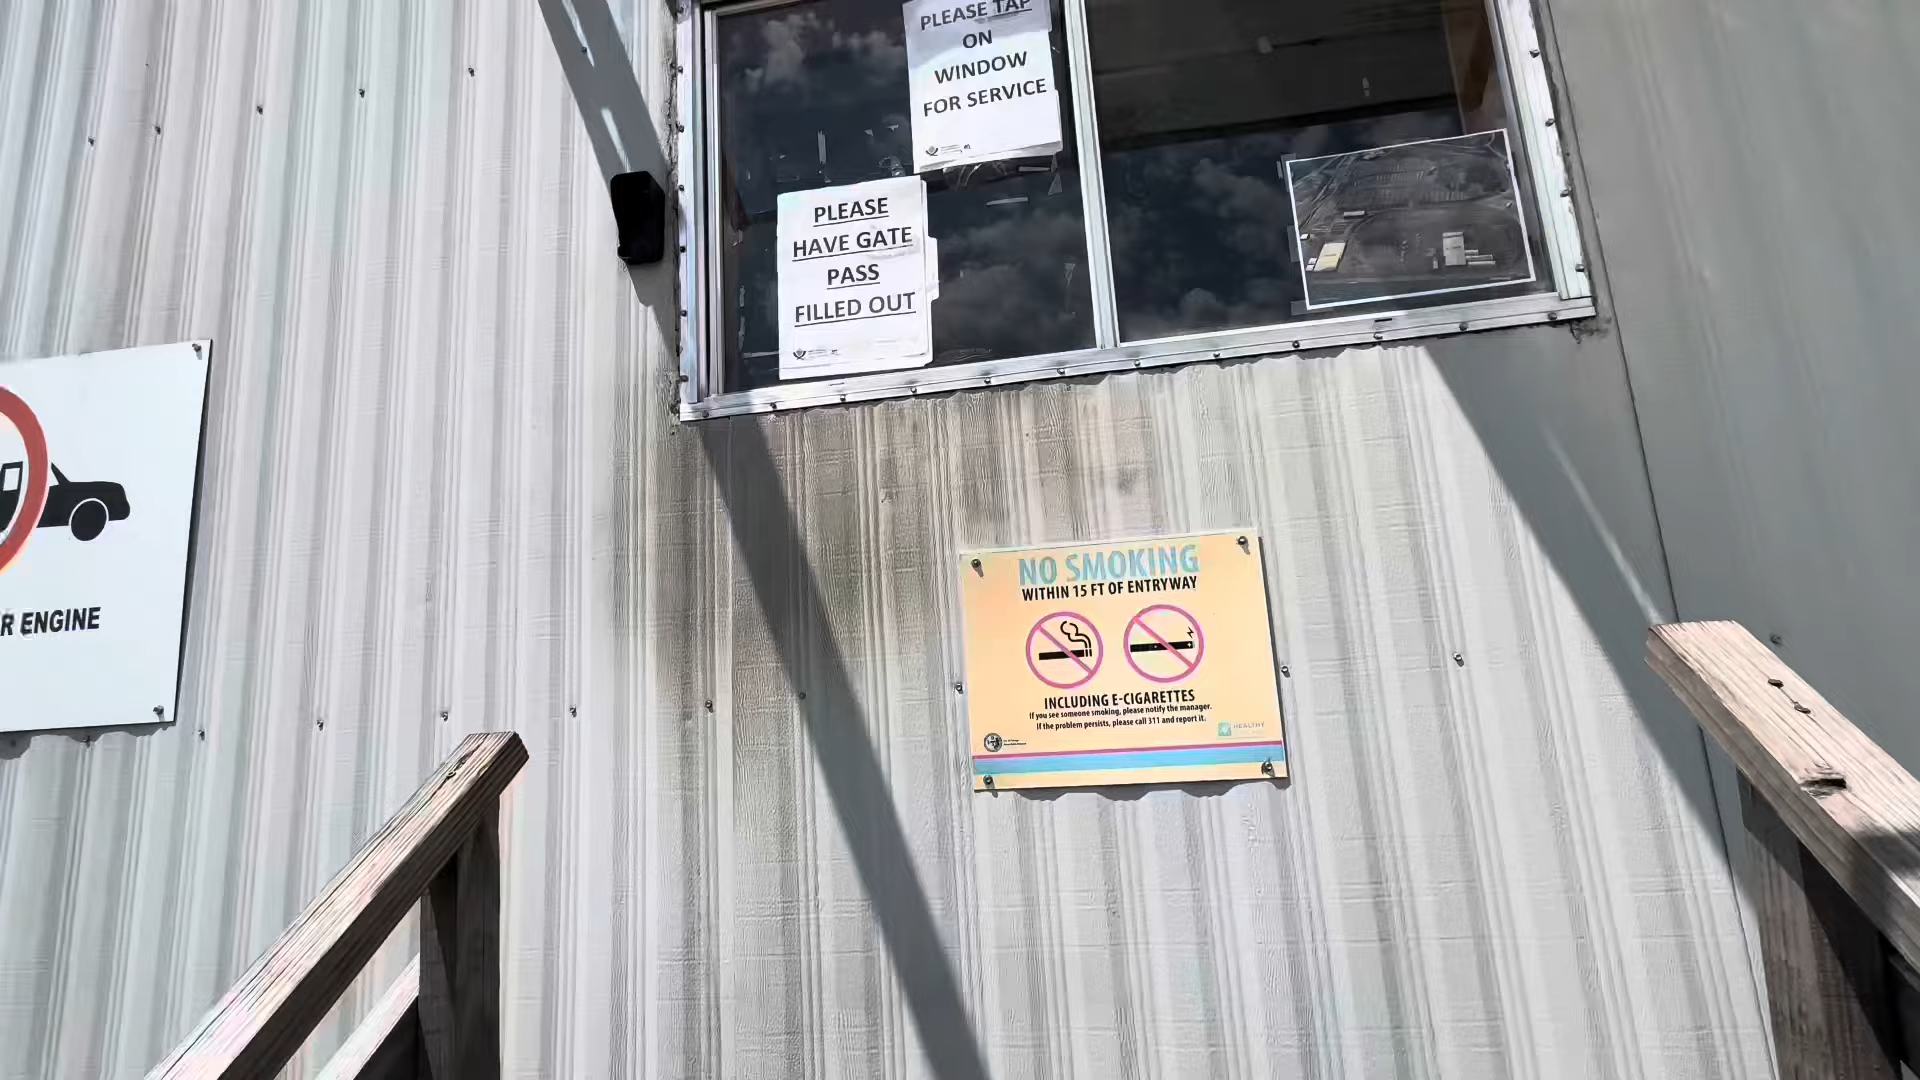 PLEASE TAP
ON
WINDOW
FOR SERVICE
PLEASE
HAVE GATE
PASS
FILLED OUT
R ENGINE
NO SMOKING
WITHIN 15 FT OF ENTRYWAY
INCLUDING E-CIGARETTES
If you see someone smoking, please notify the manager.
If the problem persists, please call 311 and report it.
HEALTHY